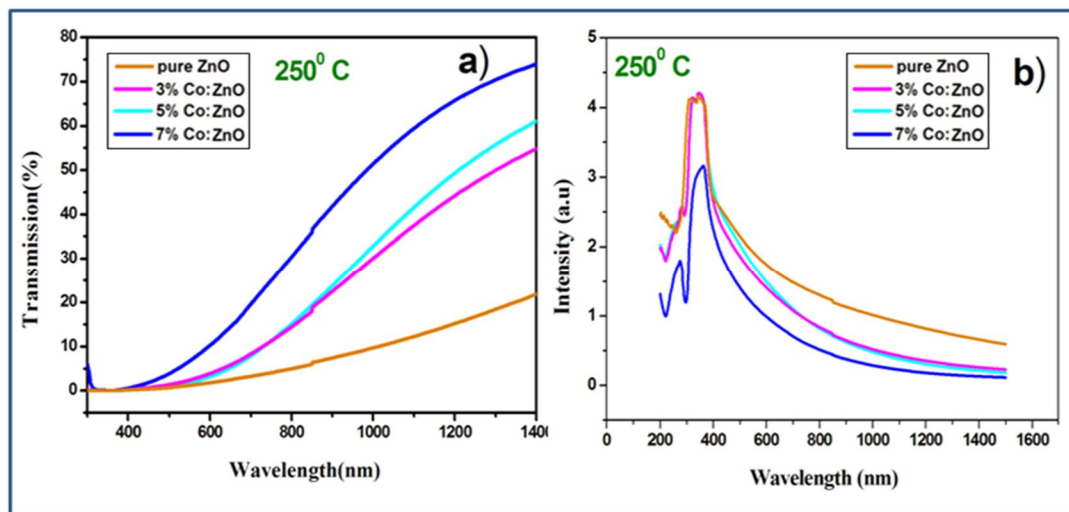 80
70
60
50
40
30
20
10
0
Transmission(%)
pure ZnO
3% Co:ZnO
5% Co:ZnO
7% Co:ZnO
250⁰ C
a)
400 600 800 1000 1200 1400
Wavelength(nm)
5
4
3
2
1
0
Intensity (a.u)
250⁰ C
pure ZnO
3% Co:ZnO
5% Co:ZnO
7% Co:ZnO
b)
0 200 400 600 800 1000 1200 1400 1600
Wavelength (nm)